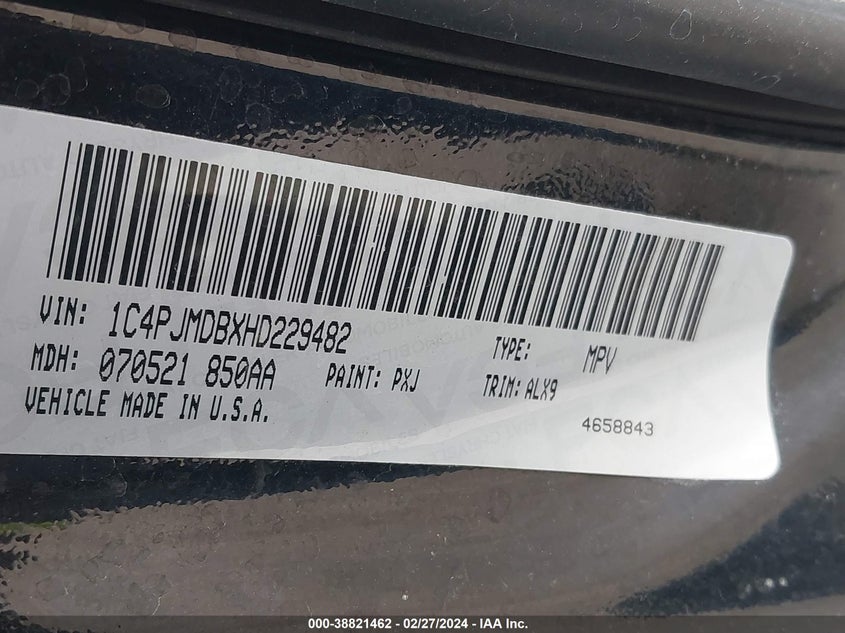 VIN: 1C4PJMDBXHD229482
TYPE: MPV
MDH: 070521 850AA
PAINT: PXJ
TRIM: ALX9
VEHICLE MADE IN U.S.A.
4658843
000-38821462 - 02/27/2024 - IAA Inc.